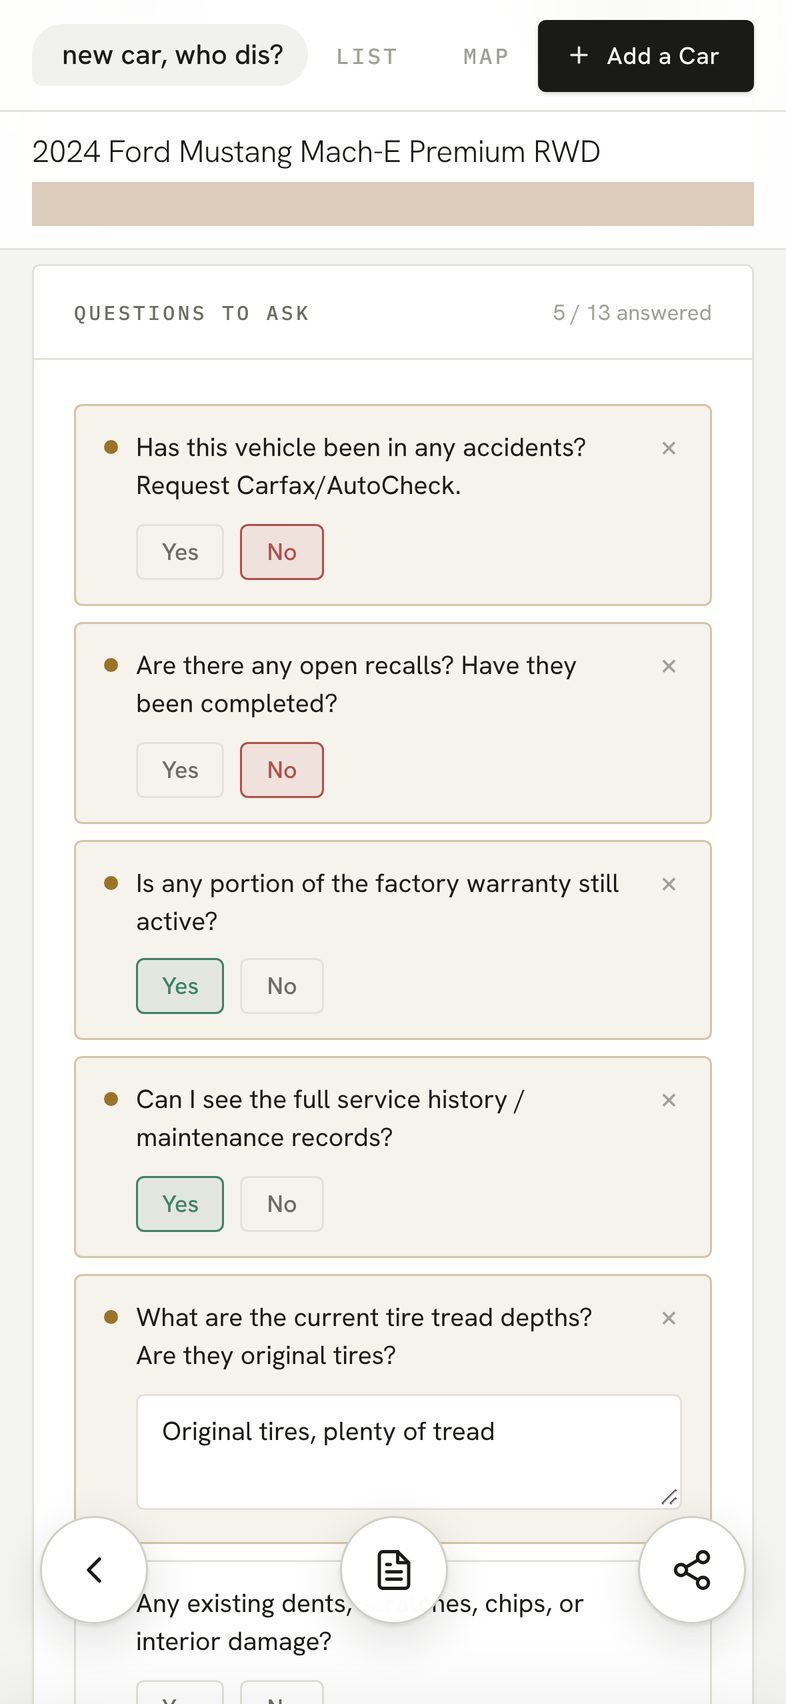 new car, who dis?
LIST
MAP
+ Add a Car
2024 Ford Mustang Mach-E Premium RWD
QUESTIONS TO ASK
5 / 13 answered
Has this vehicle been in any accidents?
Request Carfax/AutoCheck.
Yes
No
Are there any open recalls? Have they
been completed?
Yes
No
Is any portion of the factory warranty still
active?
Yes
No
Can I see the full service history /
maintenance records?
Yes
No
What are the current tire tread depths?
Are they original tires?
Original tires, plenty of tread
Any existing dents, scratches, chips, or
interior damage?